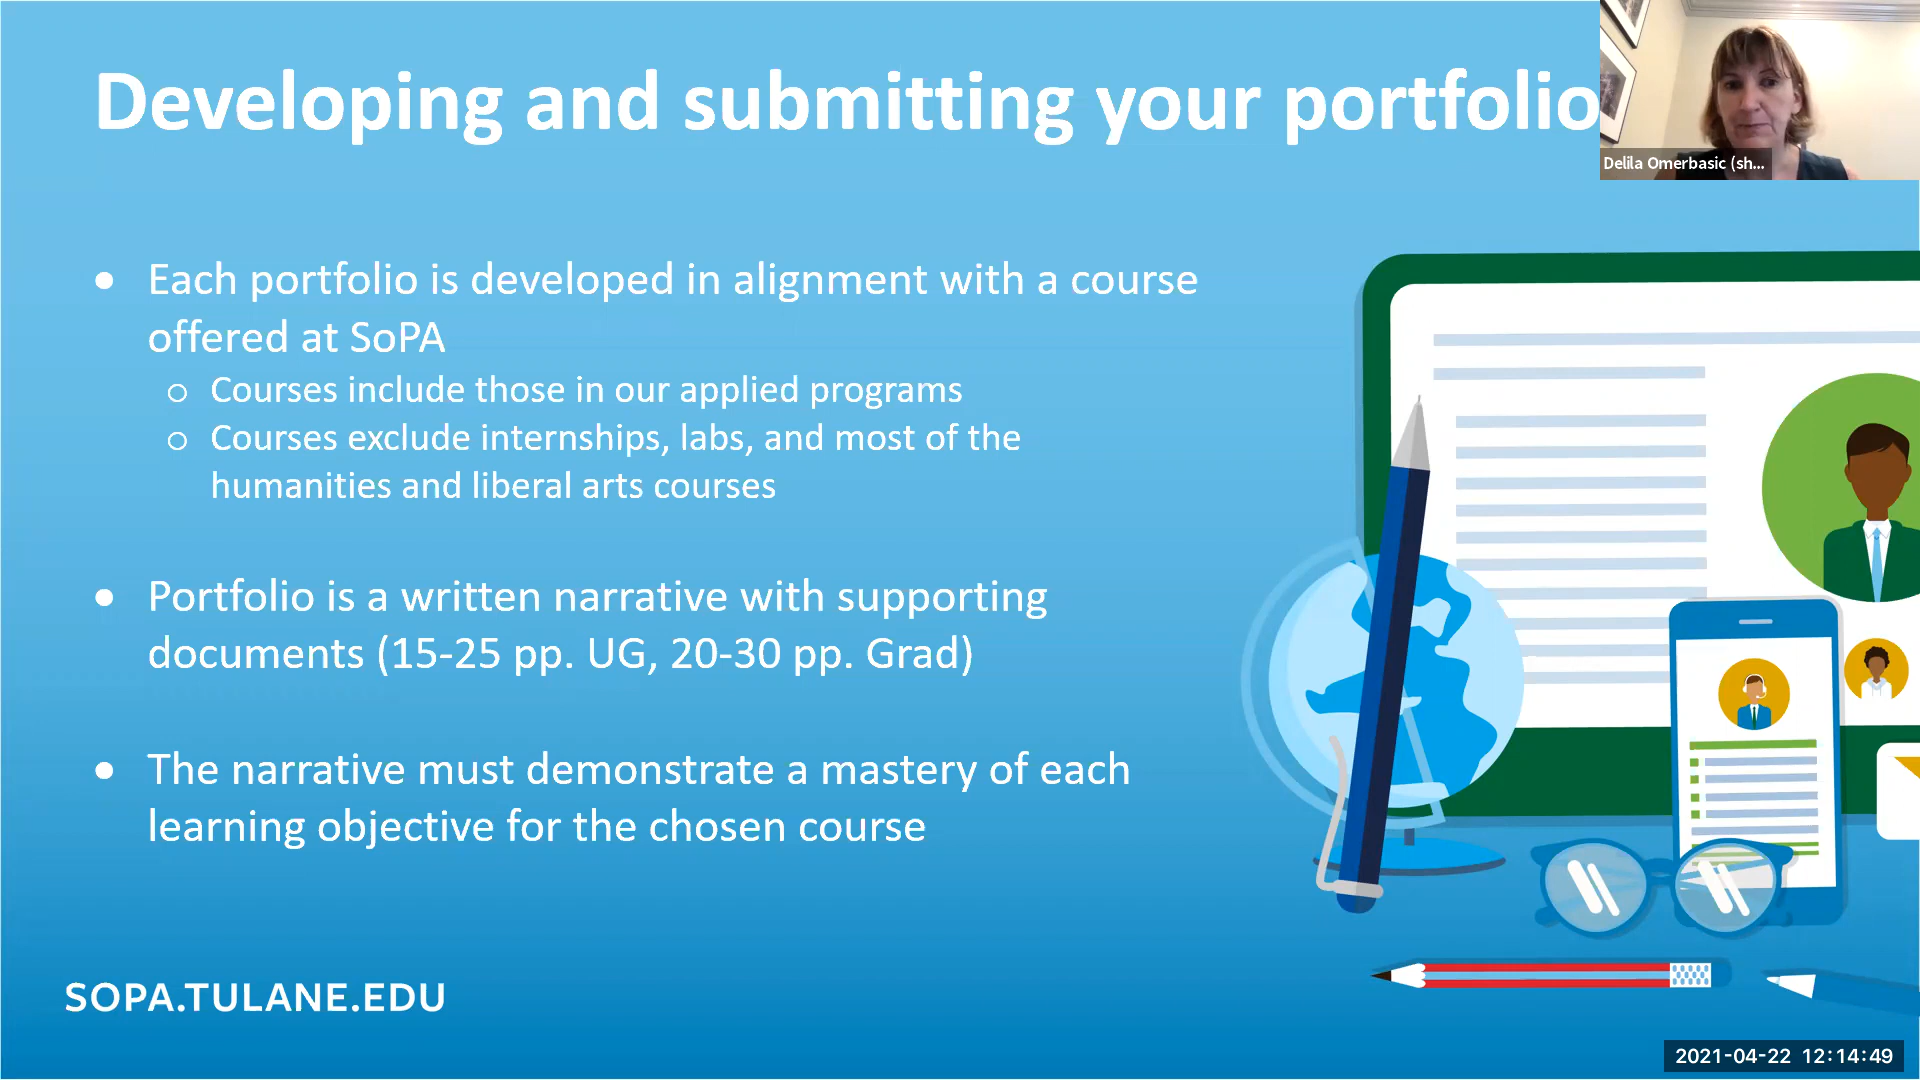 Developing and submitting your portfolio
Delila Omerbasic (sh...
• Each portfolio is developed in alignment with a course
offered at SoPA
o Courses include those in our applied programs
o Courses exclude internships, labs, and most of the
humanities and liberal arts courses
• Portfolio is a written narrative with supporting
documents (15-25 pp. UG, 20-30 pp. Grad)
• The narrative must demonstrate a mastery of each
learning objective for the chosen course
SOPA.TULANE.EDU
2021-04-22 12:14:49